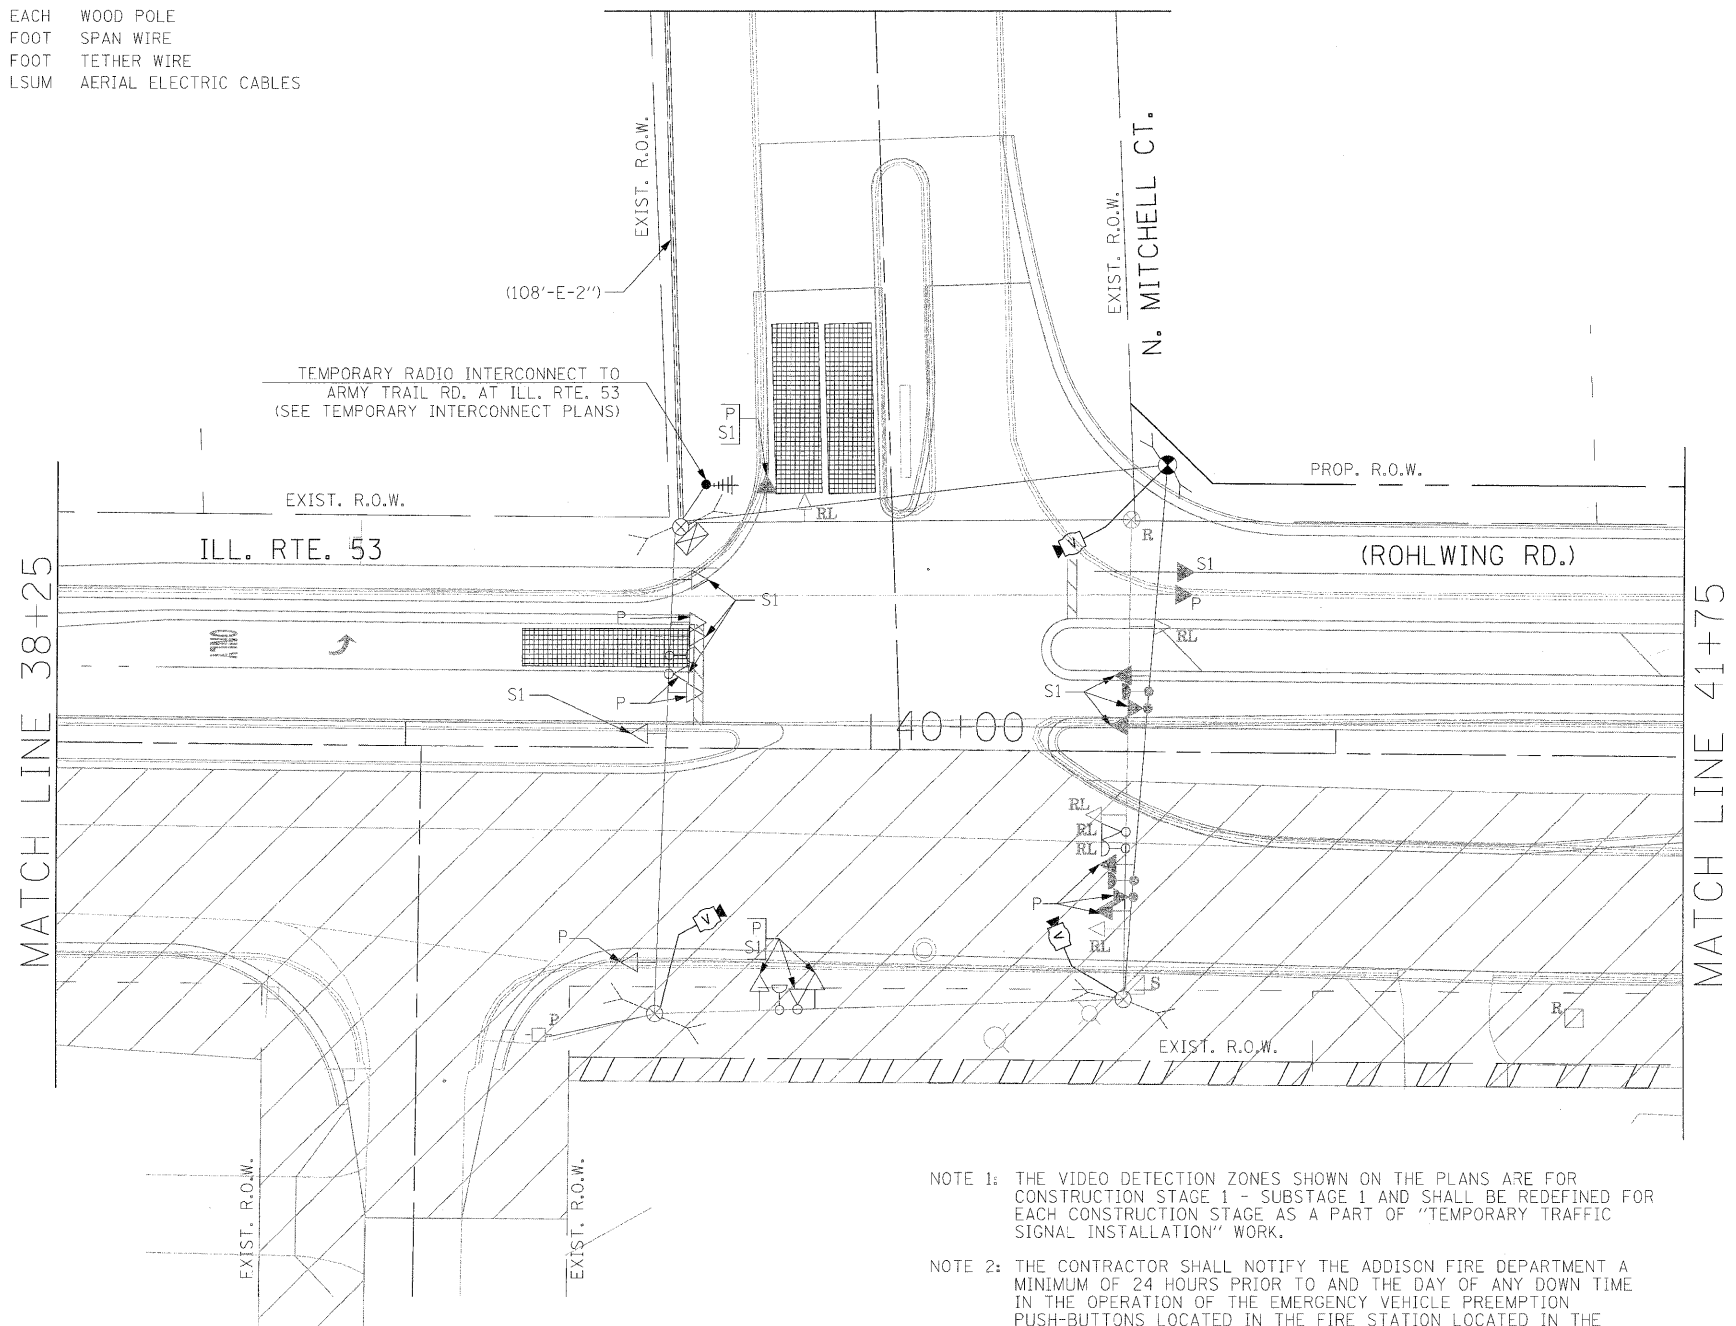 EACH WOOD POLE
FOOT SPAN WIRE
FOOT TETHER WIRE
LSUM AERIAL ELECTRIC CABLES
EXIST. R.O.W.
N. MITCHELL CT.
EXIST. R.O.W.
(108'-E-2")
TEMPORARY RADIO INTERCONNECT TO
ARMY TRAIL RD. AT ILL. RTE. 53
(SEE TEMPORARY INTERCONNECT PLANS)
P
S1
RL
PROP. R.O.W.
EXIST. R.O.W.
ILL. RTE. 53
R
V
(ROHLWING RD.)
S1
P
S1
P
RL
ONLY
S1
P
S1
40+00
MATCH LINE 38+25
MATCH LINE 41+75
RL
RL
RL
P
RL
V
P
S1
V
P
P
S
R
EXIST. R.O.W.
EXIST. R.O.W.
EXIST. R.O.W.
NOTE 1: THE VIDEO DETECTION ZONES SHOWN ON THE PLANS ARE FOR
CONSTRUCTION STAGE 1 - SUBSTAGE 1 AND SHALL BE REDEFINED FOR
EACH CONSTRUCTION STAGE AS A PART OF "TEMPORARY TRAFFIC
SIGNAL INSTALLATION" WORK.
NOTE 2: THE CONTRACTOR SHALL NOTIFY THE ADDISON FIRE DEPARTMENT A
MINIMUM OF 24 HOURS PRIOR TO AND THE DAY OF ANY DOWN TIME
IN THE OPERATION OF THE EMERGENCY VEHICLE PREEMPTION
PUSH-BUTTONS LOCATED IN THE FIRE STATION LOCATED IN THE